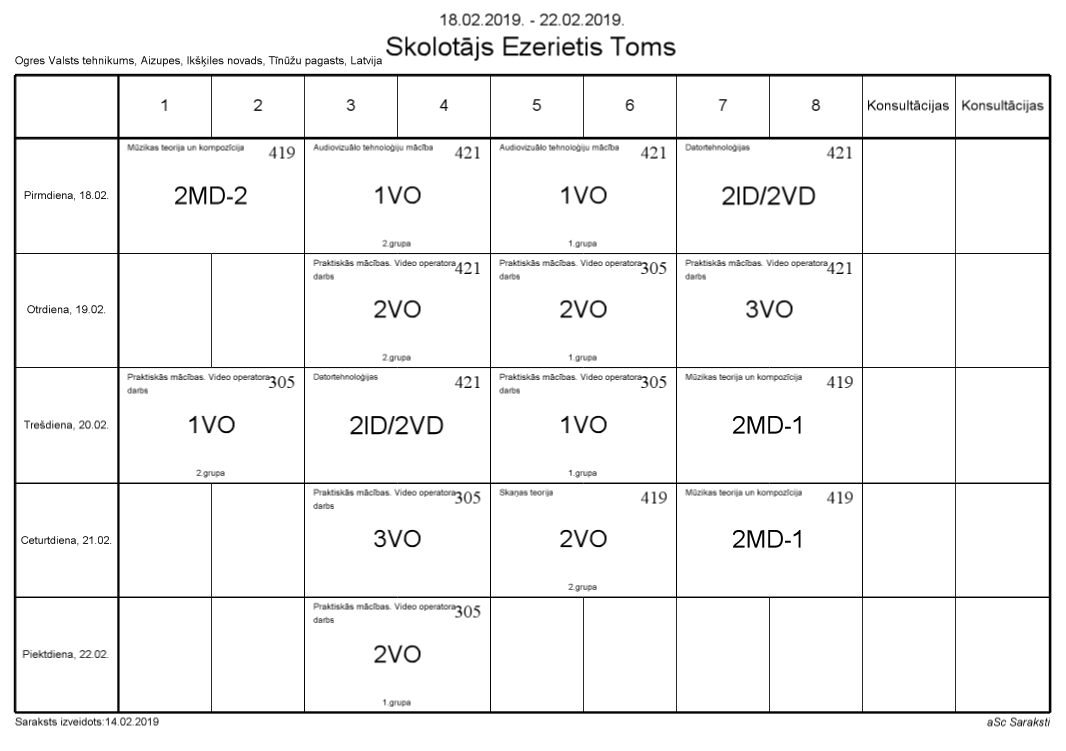 18.02.2019. - 22.02.2019.
Skolotājs Ezerietis Toms
Ogres Valsts tehnikums, Aizupes, Ikšķiles novads, Tīnūžu pagasts, Latvija
1 2 3 4 5 6 7 8 Konsultācijas Konsultācijas
Pirmdiena, 18.02.
Mūzikas teorija un kompozīcija 419
2MD-2
Audiovizuālo tehnoloģiju mācība 421
1VO
2.grupa
Audiovizuālo tehnoloģiju mācība 421
1VO
1.grupa
Datortehnoloģijas 421
2ID/2VD
Otrdiena, 19.02.
Praktiskās mācības. Video operatora 421
darbs
2VO
2.grupa
Praktiskās mācības. Video operatora 305
darbs
2VO
1.grupa
Praktiskās mācības. Video operatora 421
darbs
3VO
Trešdiena, 20.02.
Praktiskās mācības. Video operatora 305
darbs
1VO
2.grupa
Datortehnoloģijas 421
2ID/2VD
Praktiskās mācības. Video operatora 305
darbs
1VO
1.grupa
Mūzikas teorija un kompozīcija 419
2MD-1
Ceturtdiena, 21.02.
Praktiskās mācības. Video operatora 305
darbs
3VO
Skaņas teorija 419
2VO
2.grupa
Mūzikas teorija un kompozīcija 419
2MD-1
Piektdiena, 22.02.
Praktiskās mācības. Video operatora 305
darbs
2VO
1.grupa
Saraksts izveidots:14.02.2019
aSc Saraksti